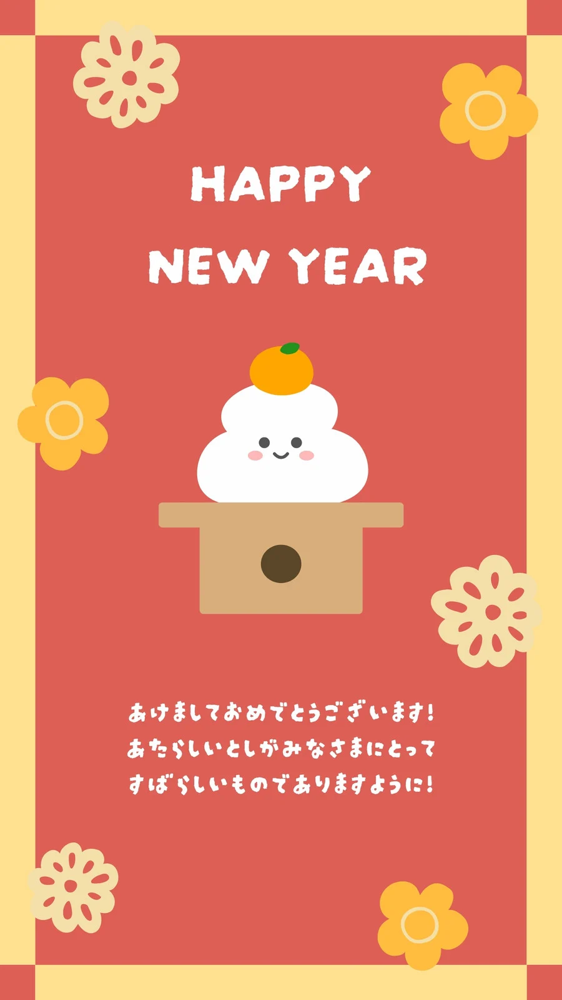 HAPPY
NEW YEAR
あけましておめでとうございます!
あたらしいとしがみなさまにとって
すばらしいものでありますように!